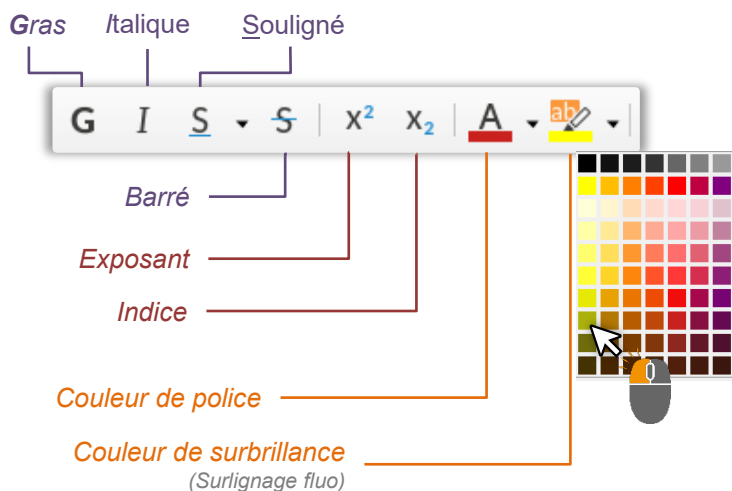 Gras Italique Souligné
G I S S x² x₂ A ab
Barré
Exposant
Indice
Couleur de police
Couleur de surbrillance
(Surlignage fluo)